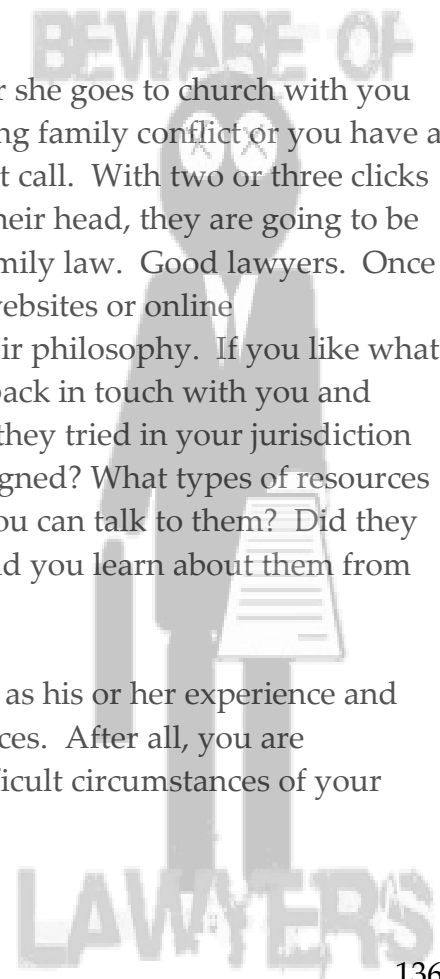 BEWARE OF
r she goes to church with you
ng family conflict or you have a
t call. With two or three clicks
heir head, they are going to be
mily law. Good lawyers. Once
websites or online
ir philosophy. If you like what
back in touch with you and
they tried in your jurisdiction
gned? What types of resources
ou can talk to them? Did they
d you learn about them from
as his or her experience and
ces. After all, you are
ficult circumstances of your
LAWYERS
136